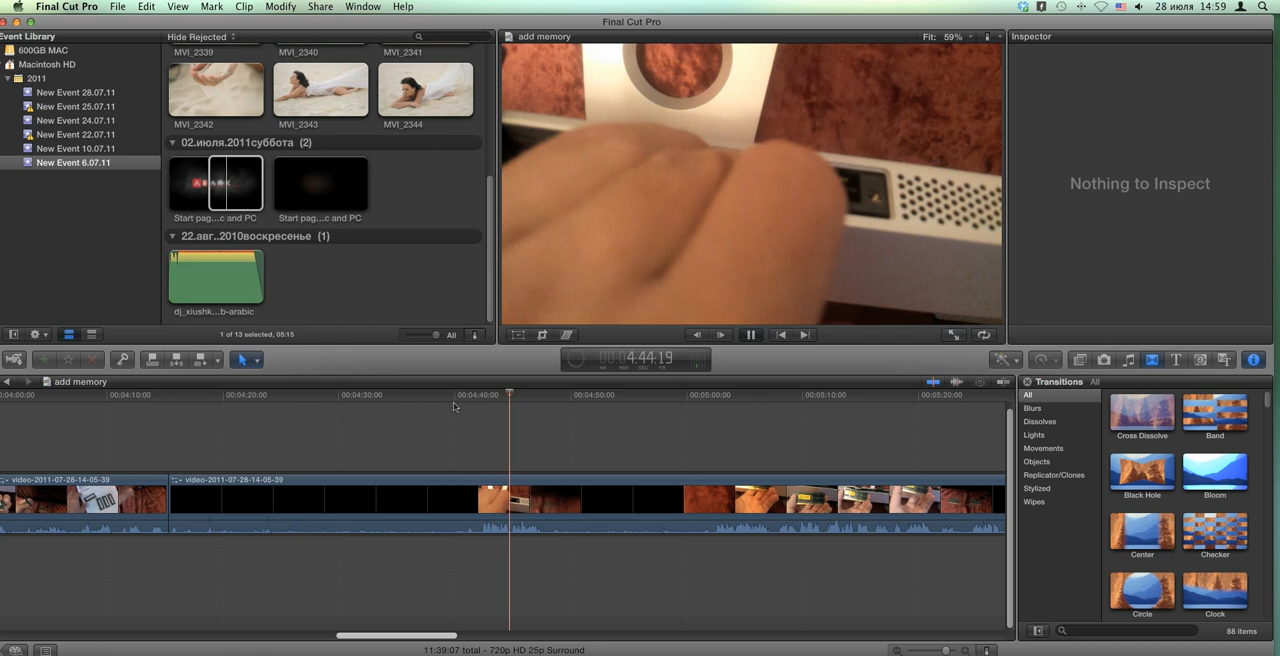 Final Cut Pro File Edit View Mark Clip Modify Share Window Help 28 июля 14:59
Final Cut Pro
Event Library Hide Rejected add memory Fit: 59% Inspector
600GB MAC
Macintosh HD
2011
New Event 28.07.11
New Event 25.07.11
New Event 24.07.11
New Event 22.07.11
New Event 10.07.11
New Event 6.07.11
MVI_2339 MVI_2340 MVI_2341
MVI_2342 MVI_2343 MVI_2344
02.июля.2011суббота (2)
Start pag...c and PC Start pag...c and PC
22.авг..2010воскресенье (1)
dj_xiushk...b-arabic
1 of 13 selected, 05:15 All
Nothing to Inspect
4:44:19
HR MIN SEC FR
add memory
0:04:00:00 00:04:10:00 00:04:20:00 00:04:30:00 00:04:40:00 00:04:50:00 00:05:00:00 00:05:10:00 00:05:20:00
video-2011-07-28-14-05-39 video-2011-07-28-14-05-39
11:39:07 total - 720p HD 25p Surround
Transitions All
All
Blurs
Dissolves
Lights
Movements
Objects
Replicator/Clones
Stylized
Wipes
Cross Dissolve Band
Black Hole Bloom
Center Checker
Circle Clock
88 items